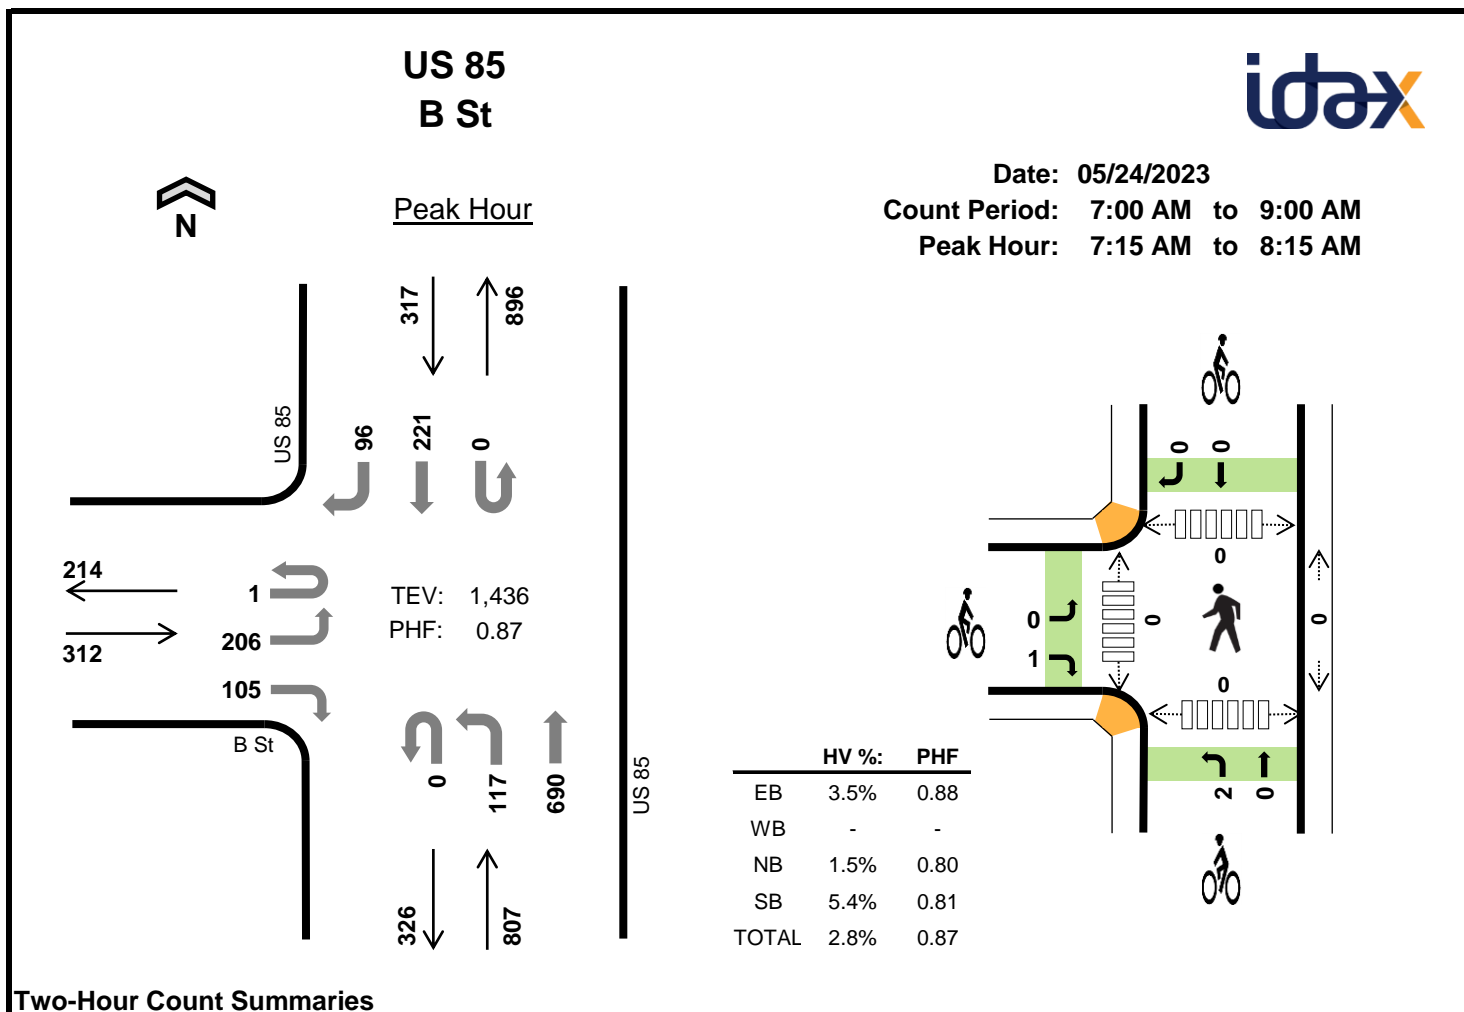 US 85
B St
idax
Date: 05/24/2023
Count Period: 7:00 AM to 9:00 AM
Peak Hour: 7:15 AM to 8:15 AM
N
Peak Hour
317
896
US 85
96
221
0
214
312
1
206
105
TEV: 1,436
PHF: 0.87
B St
0
117
690
US 85
326
807
HV %: PHF
EB 3.5% 0.88
WB - -
NB 1.5% 0.80
SB 5.4% 0.81
TOTAL 2.8% 0.87
0
0
0
0
1
0
0
0
2
0
Two-Hour Count Summaries